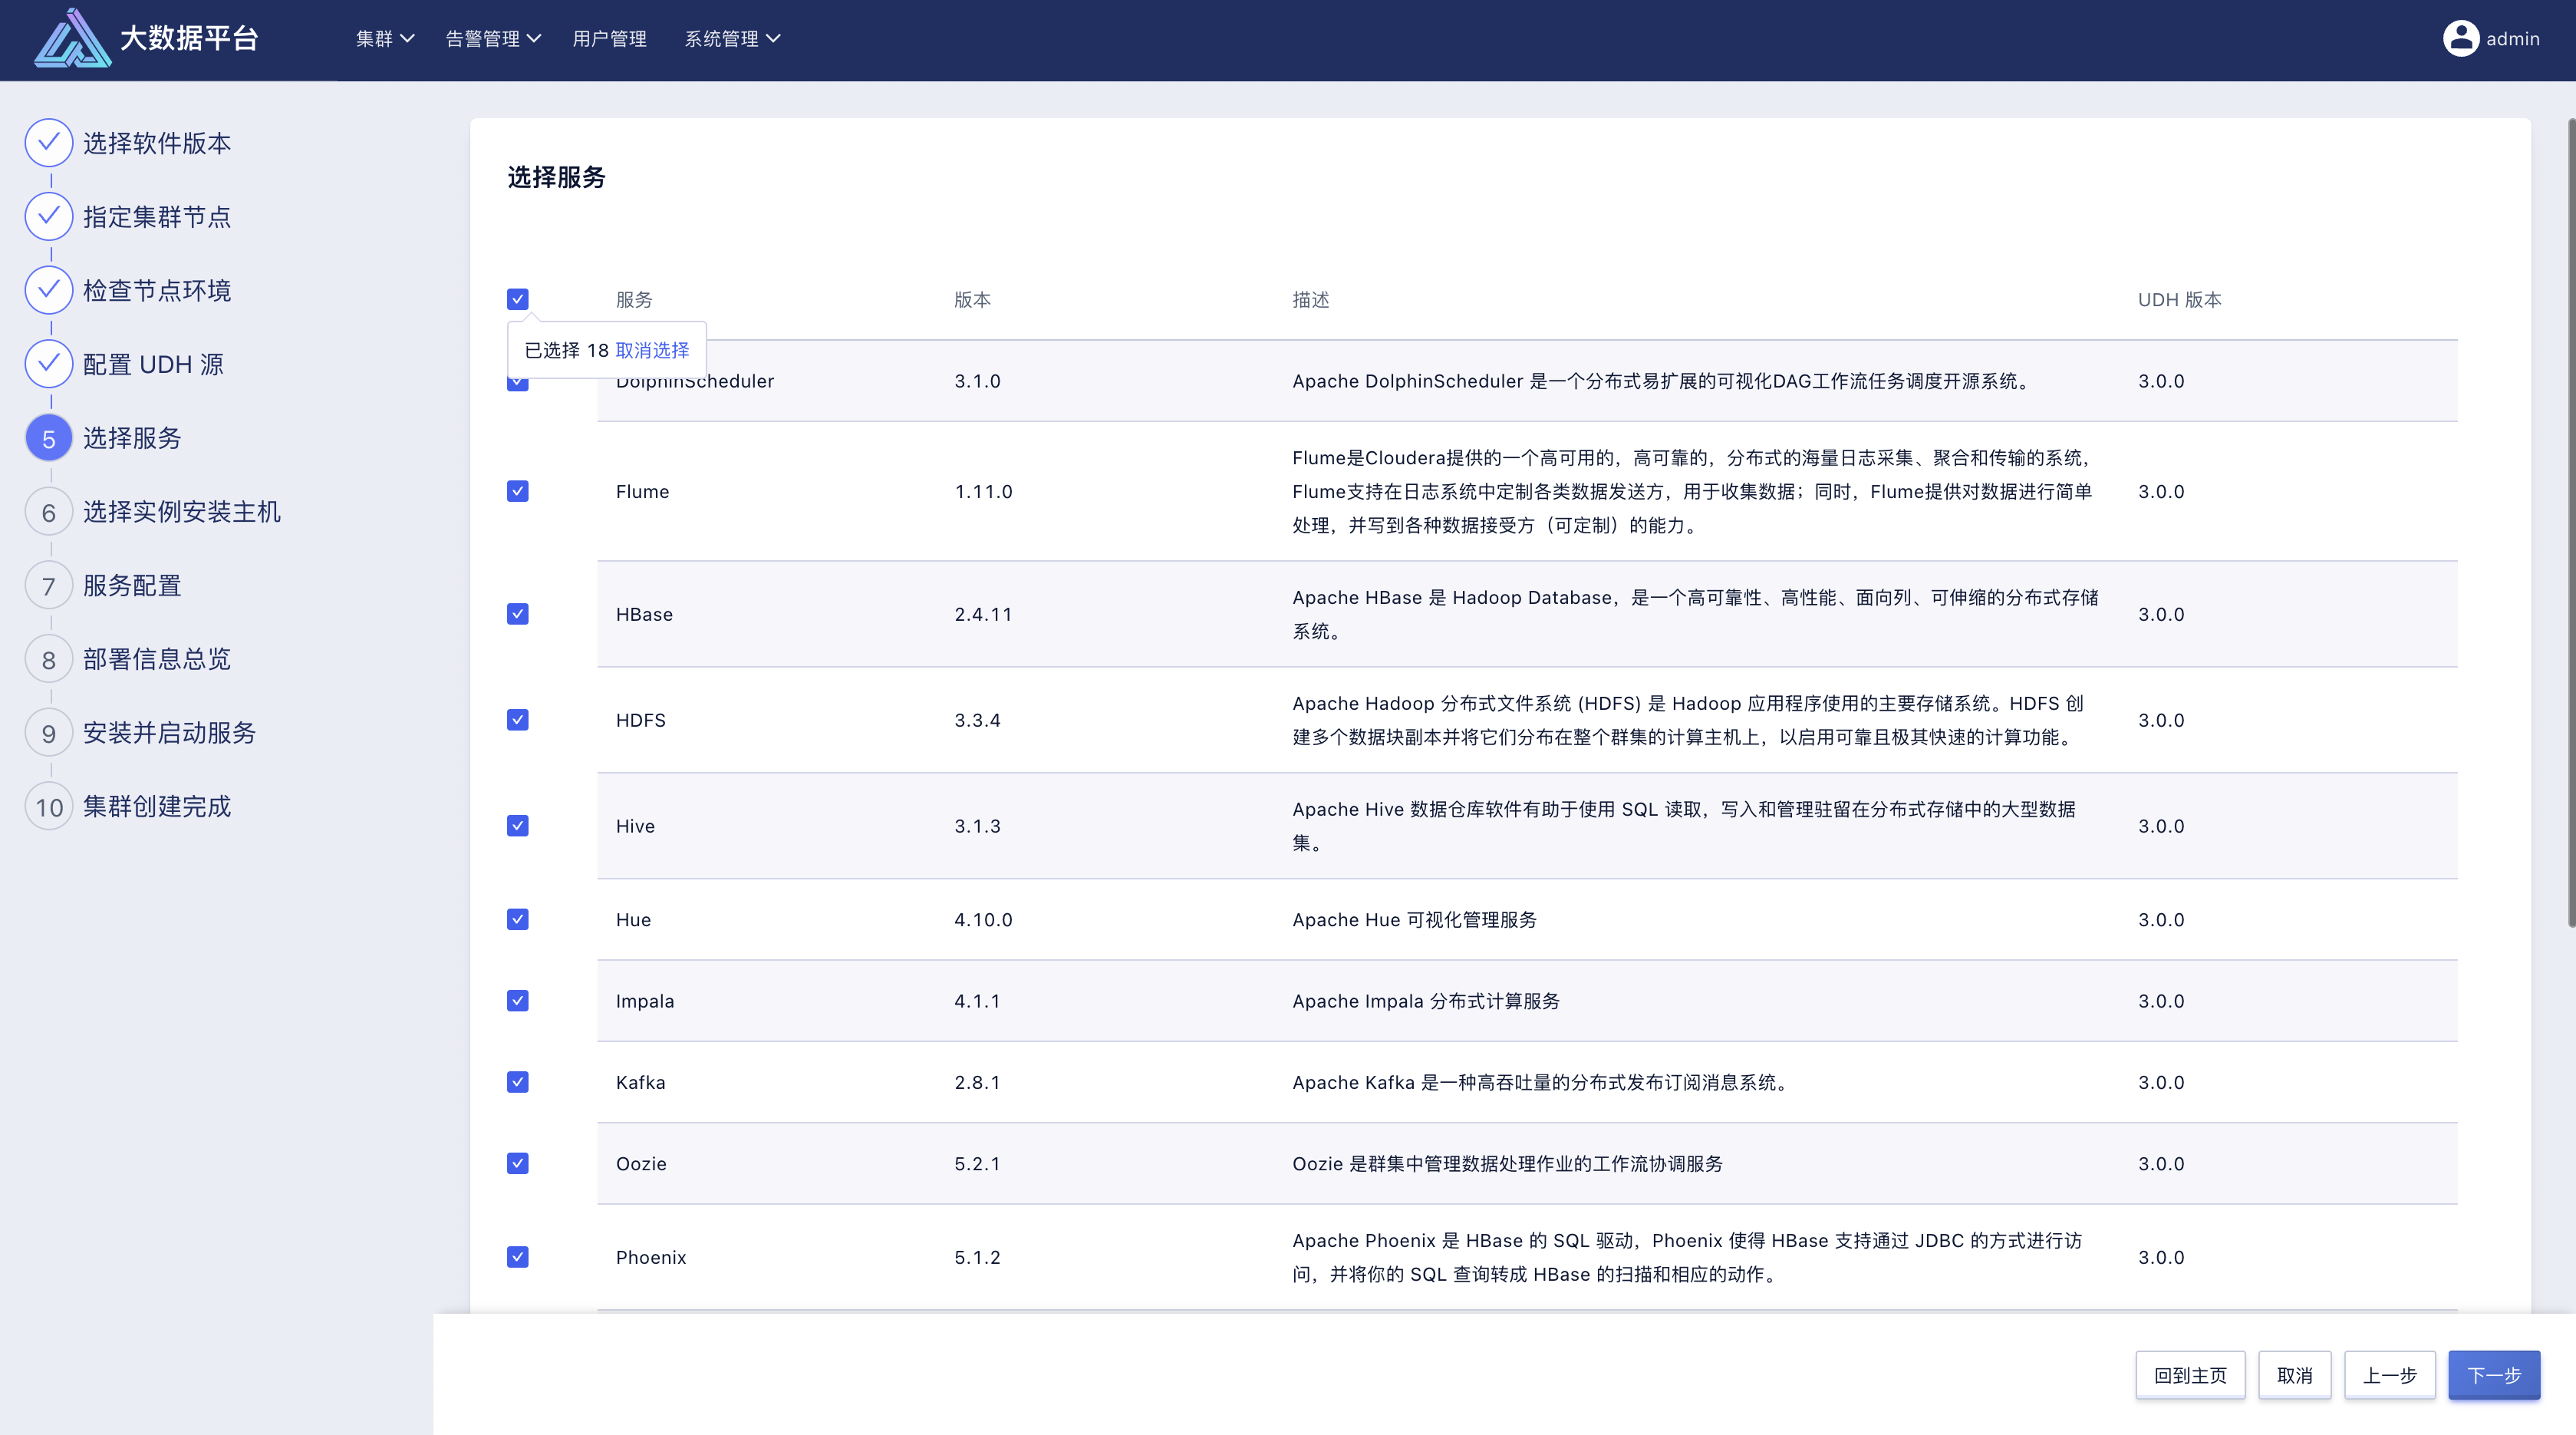 大数据平台
集群
告警管理
用户管理
系统管理
admin
选择软件版本
指定集群节点
检查节点环境
配置 UDH 源
5 选择服务
6 选择实例安装主机
7 服务配置
8 部署信息总览
9 安装并启动服务
10 集群创建完成
选择服务
服务 版本 描述 UDH 版本
已选择 18 取消选择
DolphinScheduler 3.1.0 Apache DolphinScheduler 是一个分布式易扩展的可视化DAG工作流任务调度开源系统。 3.0.0
Flume是Cloudera提供的一个高可用的，高可靠的，分布式的海量日志采集、聚合和传输的系统，
Flume 1.11.0 Flume支持在日志系统中定制各类数据发送方，用于收集数据；同时，Flume提供对数据进行简单 3.0.0
处理，并写到各种数据接受方（可定制）的能力。
Apache HBase 是 Hadoop Database，是一个高可靠性、高性能、面向列、可伸缩的分布式存储
HBase 2.4.11 3.0.0
系统。
Apache Hadoop 分布式文件系统 (HDFS) 是 Hadoop 应用程序使用的主要存储系统。HDFS 创
HDFS 3.3.4 3.0.0
建多个数据块副本并将它们分布在整个群集的计算主机上，以启用可靠且极其快速的计算功能。
Apache Hive 数据仓库软件有助于使用 SQL 读取，写入和管理驻留在分布式存储中的大型数据
Hive 3.1.3 3.0.0
集。
Hue 4.10.0 Apache Hue 可视化管理服务 3.0.0
Impala 4.1.1 Apache Impala 分布式计算服务 3.0.0
Kafka 2.8.1 Apache Kafka 是一种高吞吐量的分布式发布订阅消息系统。 3.0.0
Oozie 5.2.1 Oozie 是群集中管理数据处理作业的工作流协调服务 3.0.0
Apache Phoenix 是 HBase 的 SQL 驱动，Phoenix 使得 HBase 支持通过 JDBC 的方式进行访
Phoenix 5.1.2 3.0.0
问，并将你的 SQL 查询转成 HBase 的扫描和相应的动作。
回到主页 取消 上一步 下一步